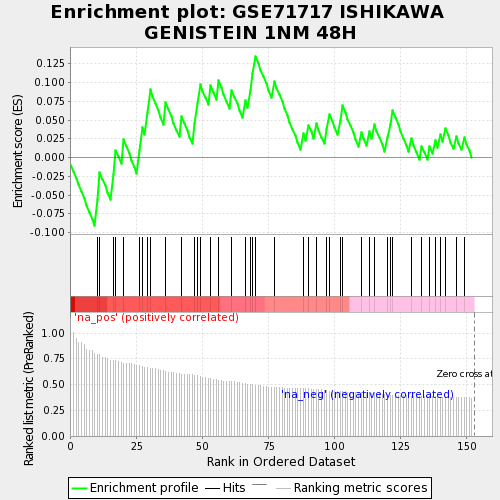 Enrichment plot: GSE71717 ISHIKAWA
GENISTEIN 1NM 48H
Enrichment score (ES)
0.125
0.100
0.075
0.050
0.025
0.000
-0.025
-0.050
-0.075
-0.100
'na_pos' (positively correlated)
Ranked list metric (PreRanked)
1.00
0.75
0.50
0.25
0.00
Zero cross at
'na_neg' (negatively correlated)
0 25 50 75 100 125 150
Rank in Ordered Dataset
Enrichment profile Hits Ranking metric scores